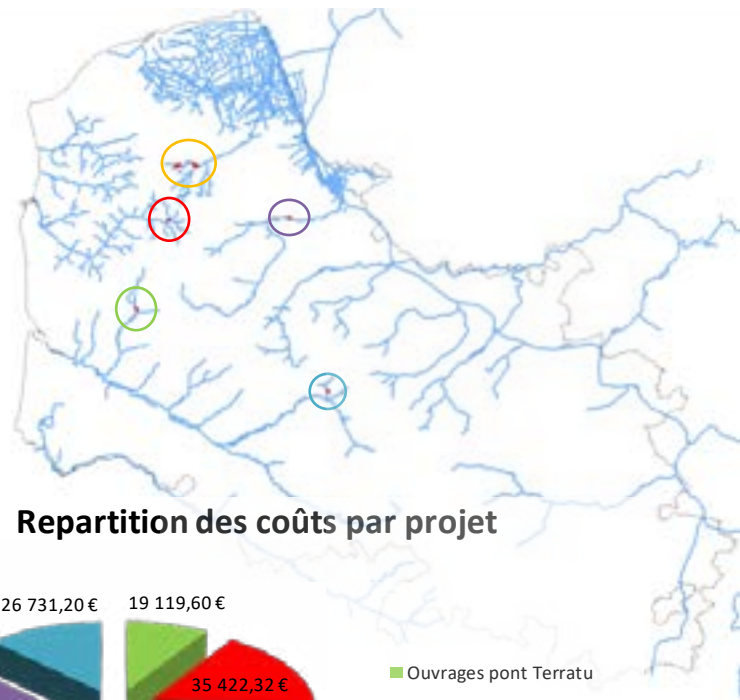 Repartition des coûts par projet
26 731,20 €
19 119,60 €
35 422,32 €
Ouvrages pont Terratu